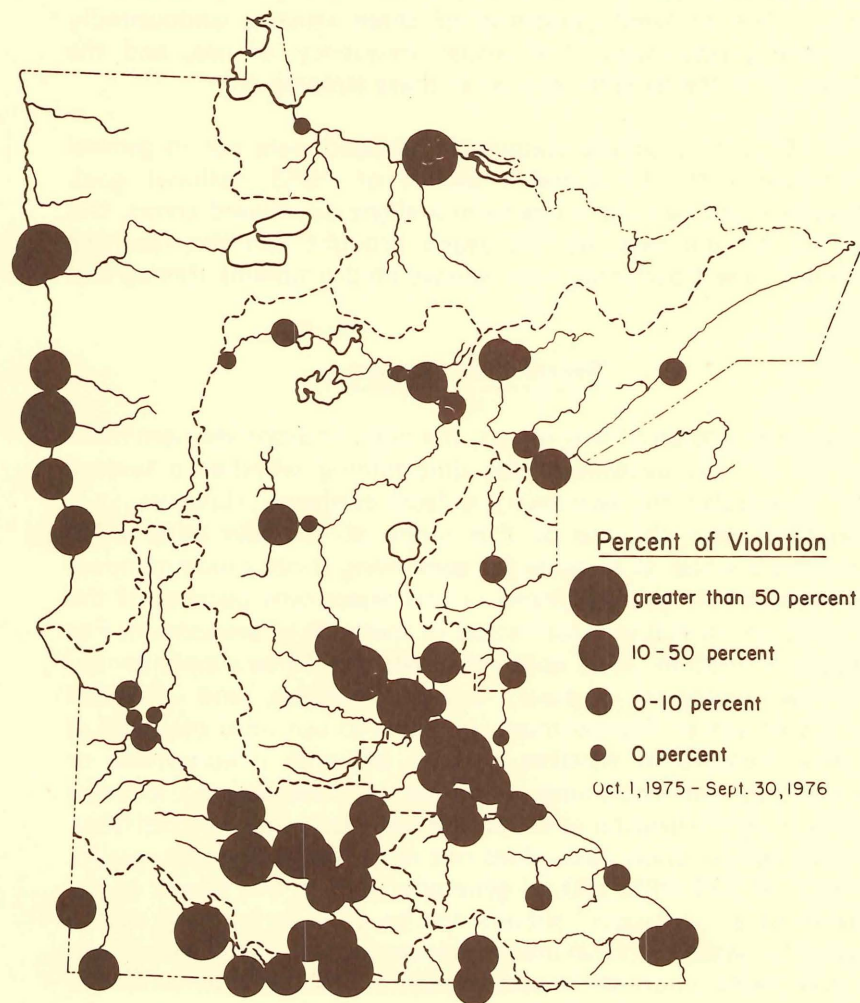 Percent of Violation
greater than 50 percent
10-50 percent
0-10 percent
0 percent
Oct. 1, 1975 - Sept. 30, 1976